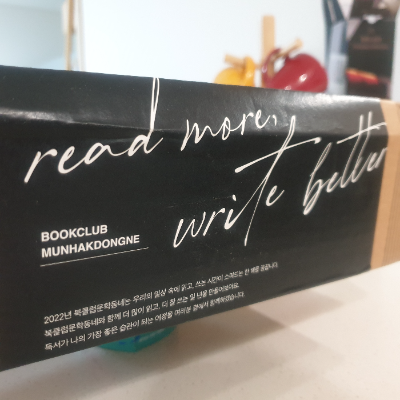 read more,
write better
BOOKCLUB
MUNHAKDONGNE
2022년 북클럽문학동네는 우리의 일상 속에 읽고, 쓰는 시간이 스며드는 한 해를 꿈꿉니다.
북클럽문학동네와 함께 더 많이 읽고, 더 잘 쓰는 일 년을 만들어보아요.
독서가 나의 가장 좋은 습관이 되는 여정을 여러분 곁에서 함께하겠습니다.